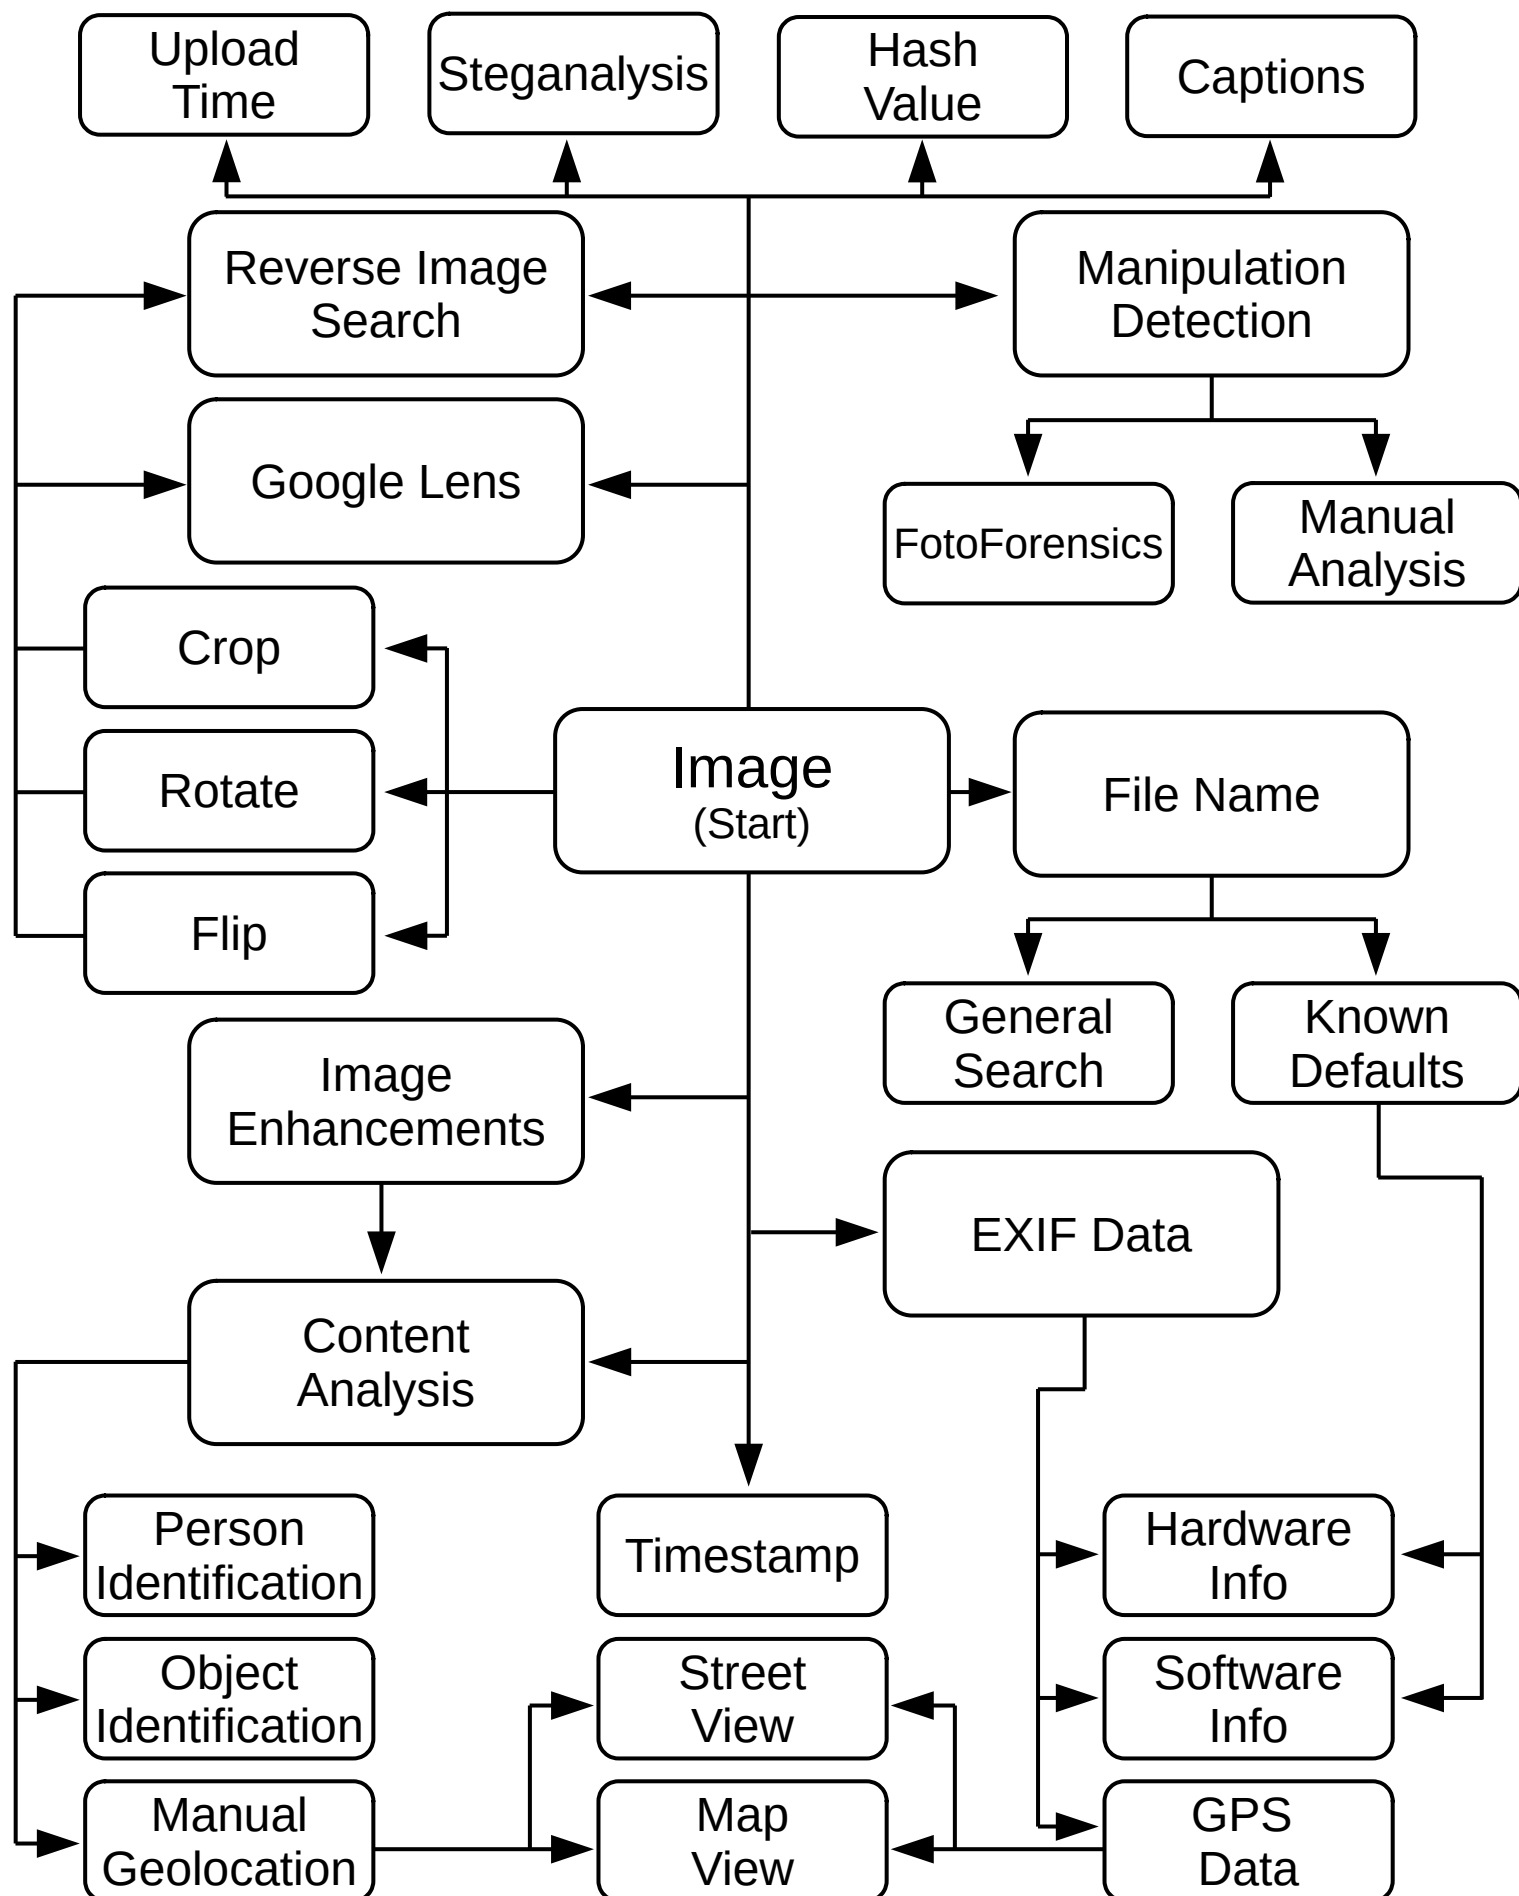 Upload
Time
Steganalysis
Hash
Value
Captions
Reverse Image
Search
Manipulation
Detection
Google Lens
FotoForensics
Manual
Analysis
Crop
Rotate
Flip
Image
(Start)
File Name
General
Search
Known
Defaults
Image
Enhancements
EXIF Data
Content
Analysis
Person
Identification
Timestamp
Hardware
Info
Object
Identification
Street
View
Software
Info
Manual
Geolocation
Map
View
GPS
Data